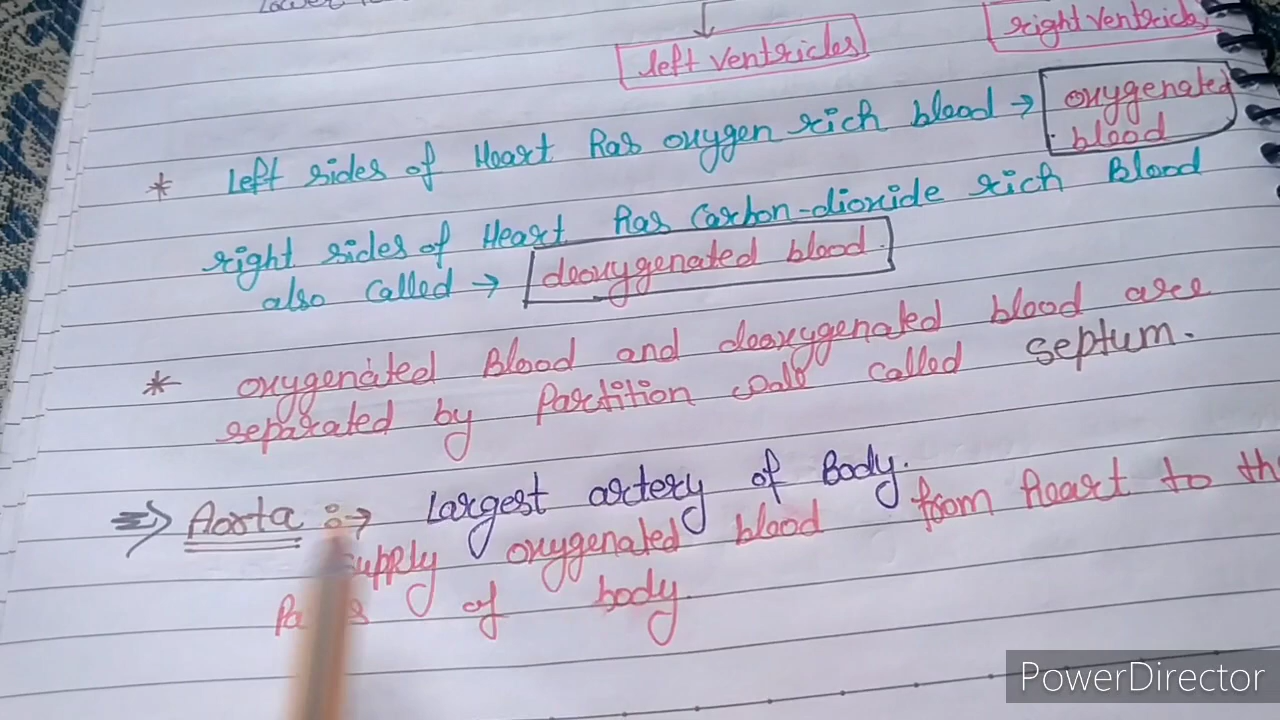 Lower
left ventricles
right ventricles
* Left sides of Heart has oxygen rich blood → oxygenated
blood
right sides of Heart has Carbon-dioxide rich Blood
also called → deoxygenated blood
* oxygenated Blood and deoxygenated blood are
separated by Partition wall called septum.
⇒ Aorta :→ Largest artery of Body.
supply oxygenated blood from heart to the
Parts of body
PowerDirector